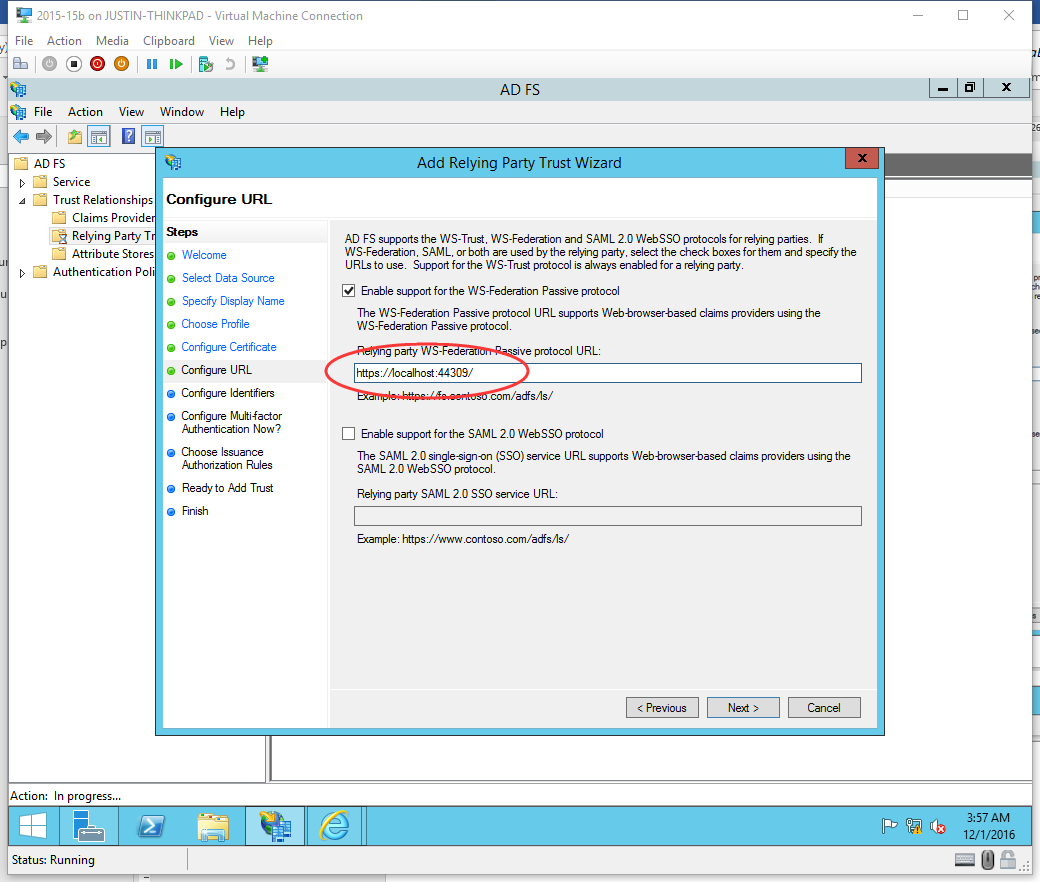 2015-15b on JUSTIN-THINKPAD - Virtual Machine Connection
File Action Media Clipboard View Help
AD FS
File Action View Window Help
AD FS
Service
Trust Relationships
Claims Provider
Relying Party Tr
Attribute Stores
Authentication Poli
Add Relying Party Trust Wizard
Configure URL
Steps
Welcome
Select Data Source
Specify Display Name
Choose Profile
Configure Certificate
Configure URL
Configure Identifiers
Configure Multi-factor
Authentication Now?
Choose Issuance
Authorization Rules
Ready to Add Trust
Finish
AD FS supports the WS-Trust, WS-Federation and SAML 2.0 WebSSO protocols for relying parties. If
WS-Federation, SAML, or both are used by the relying party, select the check boxes for them and specify the
URLs to use. Support for the WS-Trust protocol is always enabled for a relying party.
Enable support for the WS-Federation Passive protocol
The WS-Federation Passive protocol URL supports Web-browser-based claims providers using the
WS-Federation Passive protocol.
Relying party WS-Federation Passive protocol URL:
https://localhost:44309/
Example: https://fs.contoso.com/adfs/ls/
Enable support for the SAML 2.0 WebSSO protocol
The SAML 2.0 single-sign-on (SSO) service URL supports Web-browser-based claims providers using the
SAML 2.0 WebSSO protocol.
Relying party SAML 2.0 SSO service URL:
Example: https://www.contoso.com/adfs/ls/
< Previous Next > Cancel
Action: In progress...
3:57 AM
12/1/2016
Status: Running